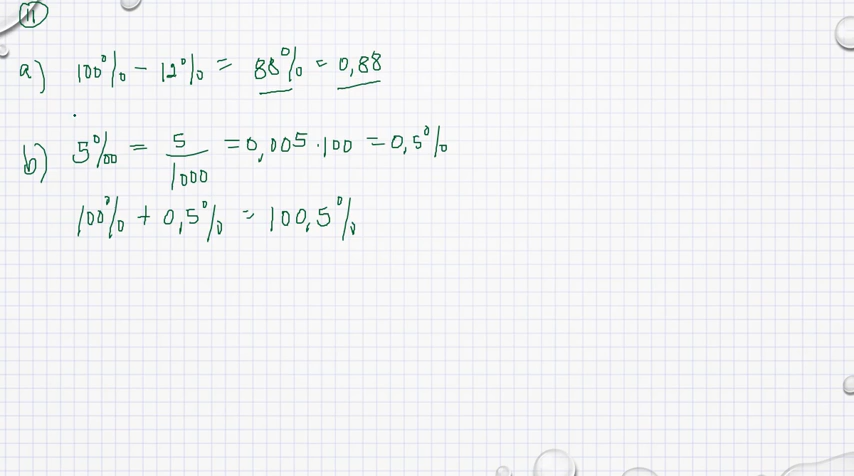 11
a) 100% - 12% = 88% = 0,88
b) 5‰ = 5/1000 = 0,005 · 100 = 0,5%
100% + 0,5% = 100,5%